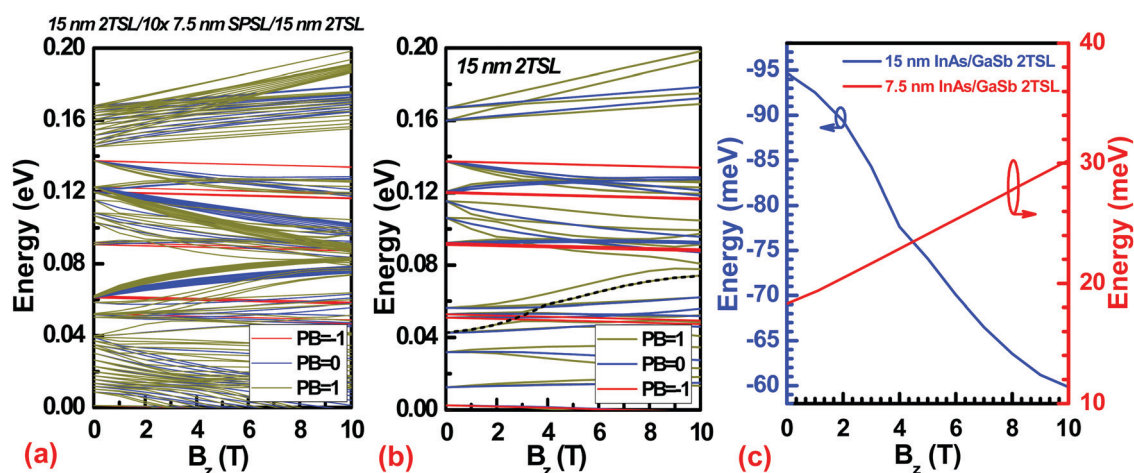 15 nm 2TSL/10x 7.5 nm SPSL/15 nm 2TSL
0.20
0.16
0.12
0.08
0.04
0.00
Energy (eV)
PB=-1
PB=0
PB=1
0 2 4 6 8 10
(a)
B_z (T)
15 nm 2TSL
0.20
0.16
0.12
0.08
0.04
0.00
Energy (eV)
PB=1
PB=0
PB=-1
0 2 4 6 8 10
(b)
B_z (T)
15 nm InAs/GaSb 2TSL
7.5 nm InAs/GaSb 2TSL
-95
-90
-85
-80
-75
-70
-65
-60
Energy (meV)
40
30
20
10
Energy (meV)
0 2 4 6 8 10
(c)
B_z (T)